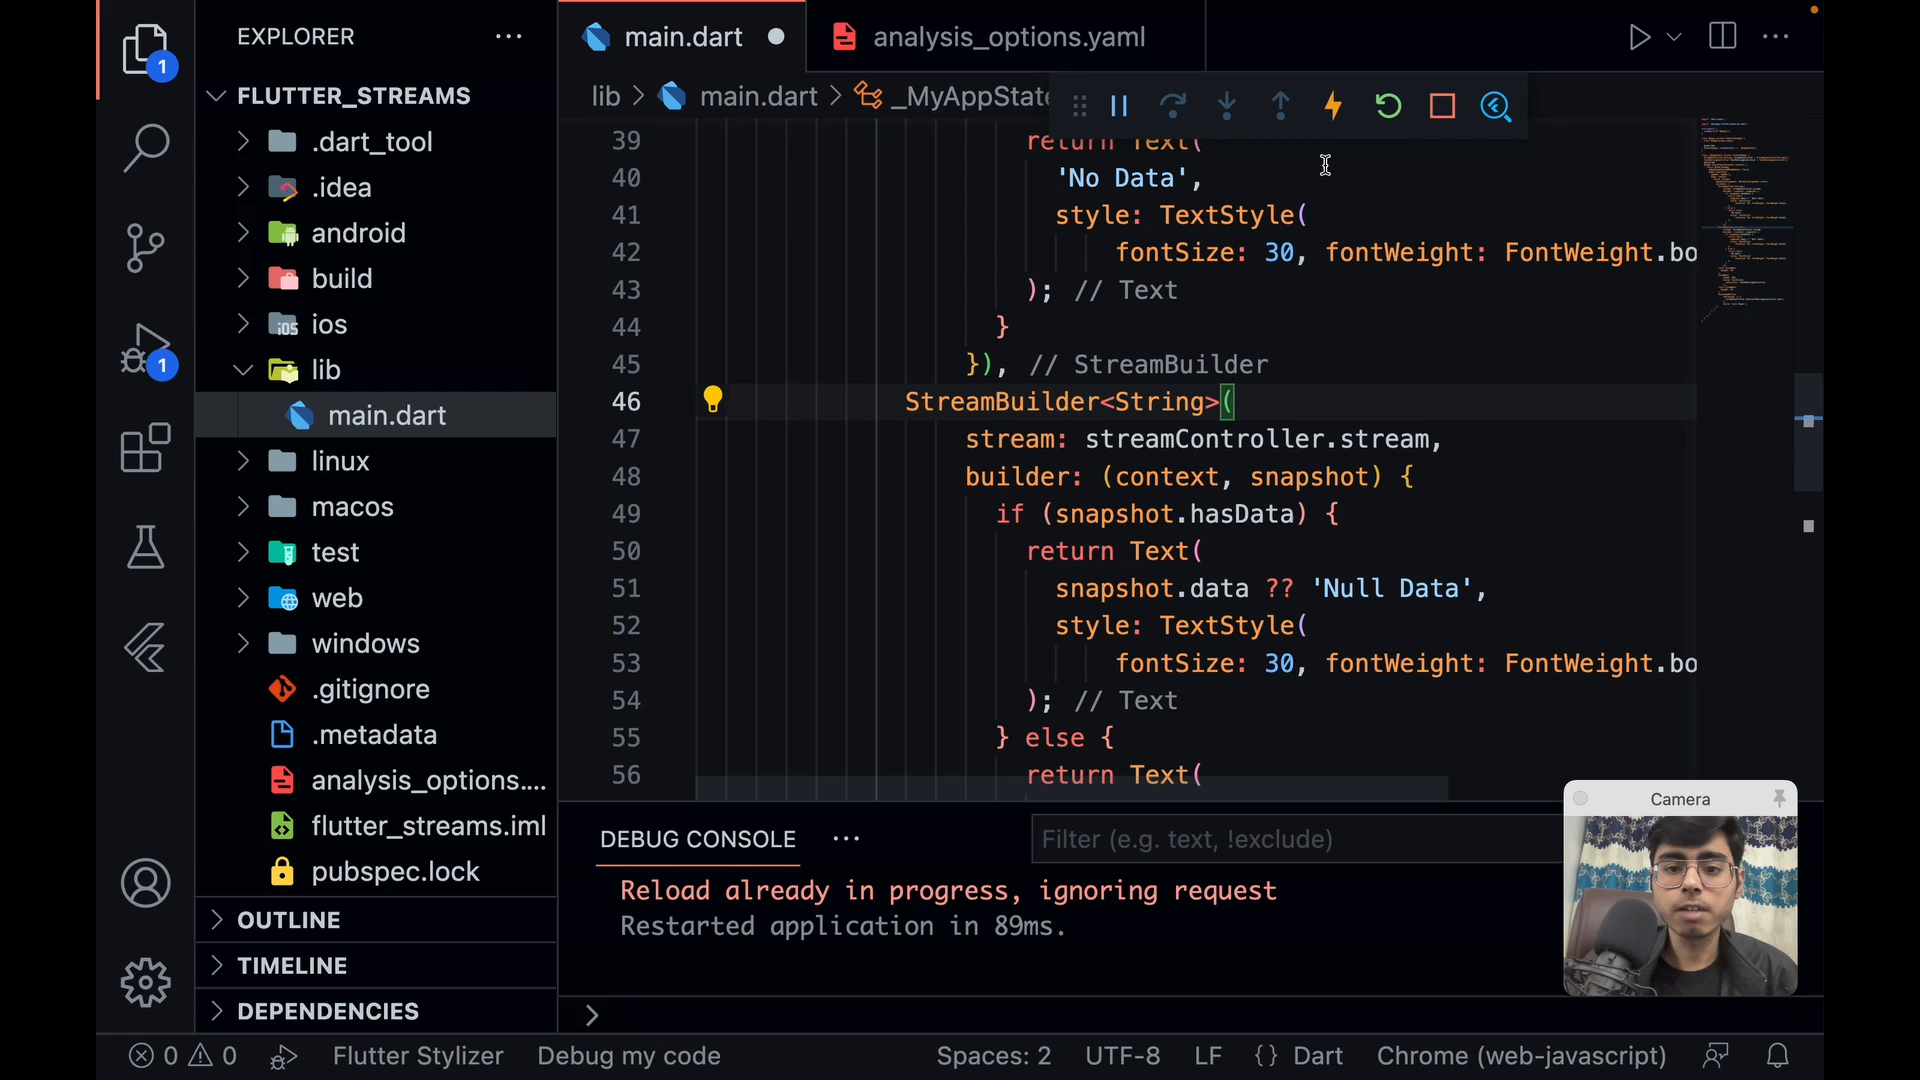 EXPLORER
FLUTTER_STREAMS
.dart_tool
.idea
android
build
ios
lib
main.dart
linux
macos
test
web
windows
.gitignore
.metadata
analysis_options....
flutter_streams.iml
pubspec.lock
OUTLINE
TIMELINE
DEPENDENCIES
1
1
main.dart
analysis_options.yaml
lib > main.dart > _MyAppState
39 return Text(
40 'No Data',
41 style: TextStyle(
42 fontSize: 30, fontWeight: FontWeight.bo
43 ); // Text
44 }
45 }), // StreamBuilder
46 StreamBuilder<String>(
47 stream: streamController.stream,
48 builder: (context, snapshot) {
49 if (snapshot.hasData) {
50 return Text(
51 snapshot.data ?? 'Null Data',
52 style: TextStyle(
53 fontSize: 30, fontWeight: FontWeight.bo
54 ); // Text
55 } else {
56 return Text(
DEBUG CONSOLE
Filter (e.g. text, !exclude)
Reload already in progress, ignoring request
Restarted application in 89ms.
>
Camera
0 0 Flutter Stylizer Debug my code Spaces: 2 UTF-8 LF {} Dart Chrome (web-javascript)